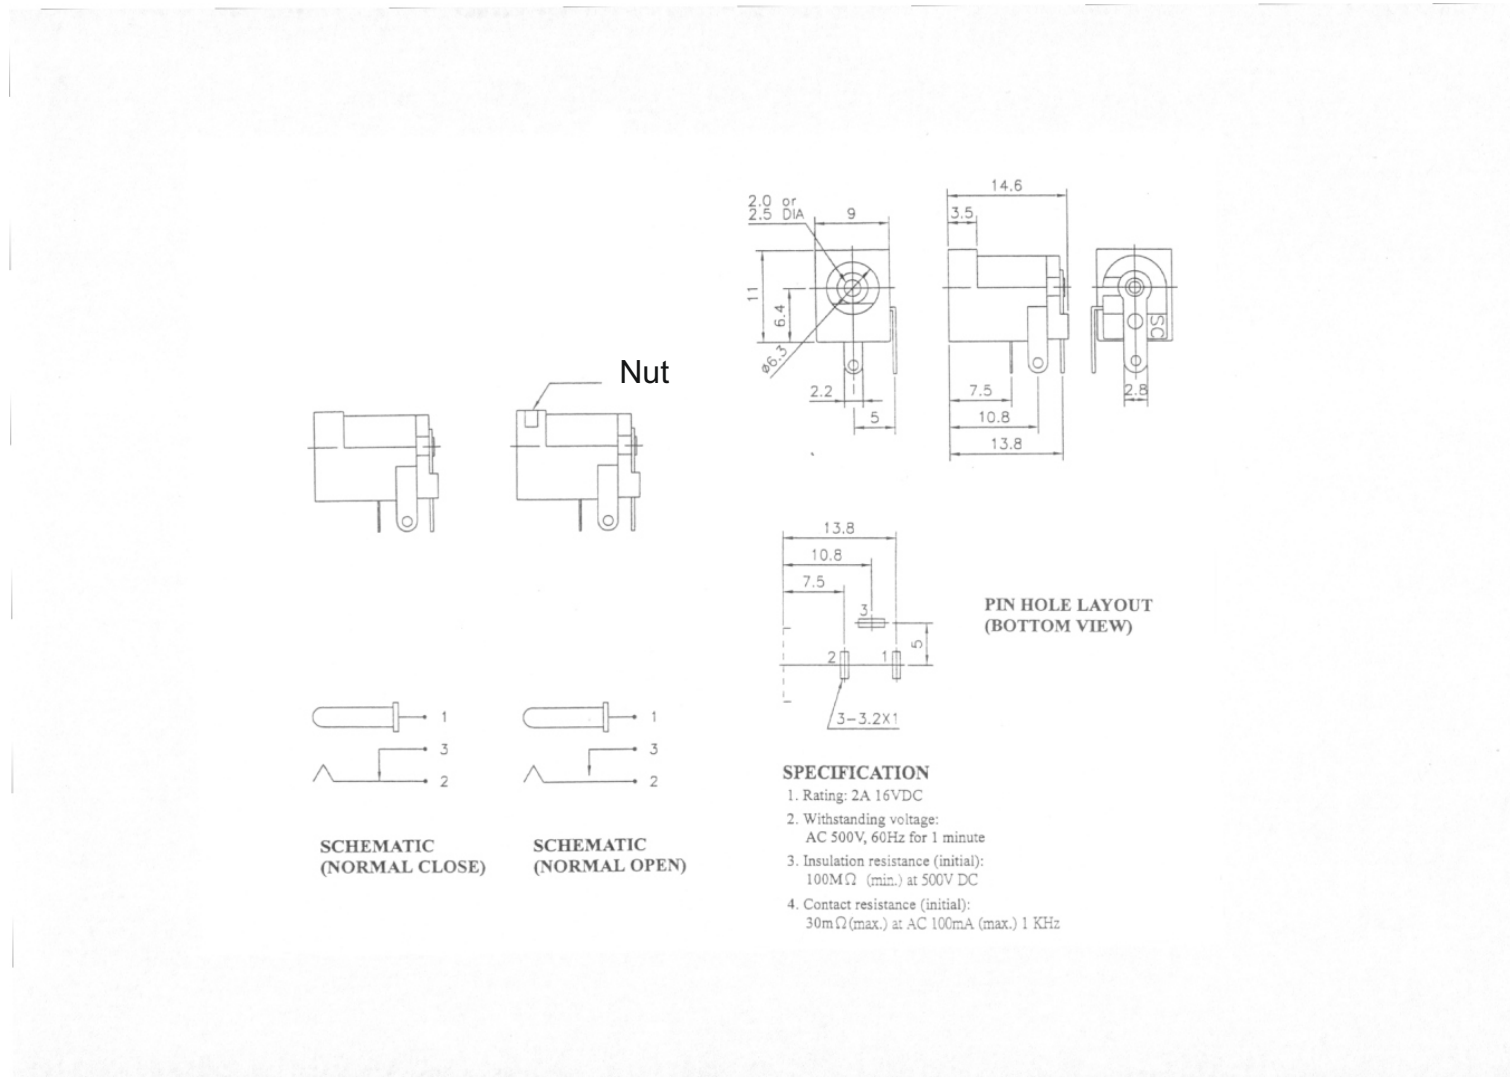 14.6
2.0 or
2.5 DIA
9
3.5
11
6.4
ø6.3
SC
Nut
2.2
5
7.5
2.8
10.8
13.8
13.8
10.8
7.5
3
5
2
1
3-3.2X1
PIN HOLE LAYOUT
(BOTTOM VIEW)
1
3
2
1
3
2
SCHEMATIC
(NORMAL CLOSE)
SCHEMATIC
(NORMAL OPEN)
SPECIFICATION
1. Rating: 2A 16VDC
2. Withstanding voltage:
AC 500V, 60Hz for 1 minute
3. Insulation resistance (initial):
100MΩ (min.) at 500V DC
4. Contact resistance (initial):
30mΩ(max.) at AC 100mA (max.) 1 KHz